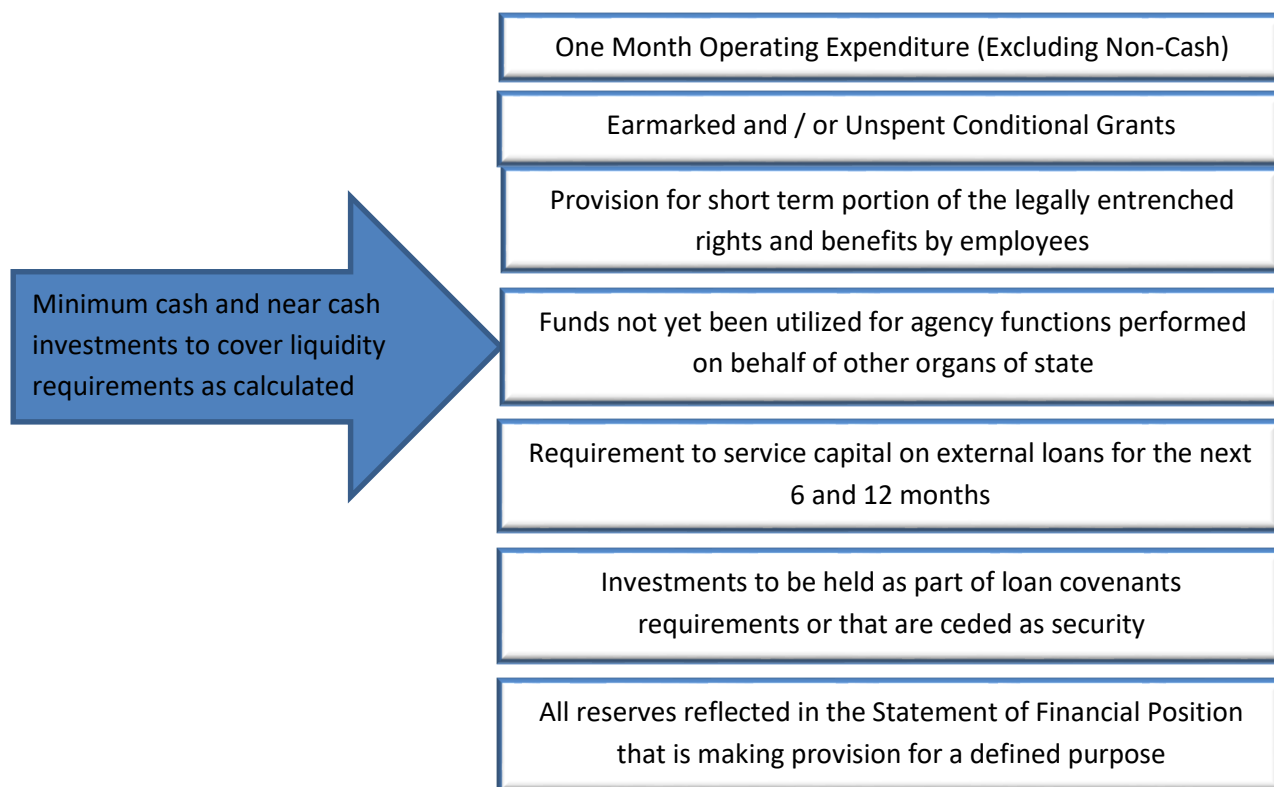 One Month Operating Expenditure (Excluding Non-Cash)
Earmarked and / or Unspent Conditional Grants
Provision for short term portion of the legally entrenched
rights and benefits by employees
Minimum cash and near cash
investments to cover liquidity
requirements as calculated
Funds not yet been utilized for agency functions performed
on behalf of other organs of state
Requirement to service capital on external loans for the next
6 and 12 months
Investments to be held as part of loan covenants
requirements or that are ceded as security
All reserves reflected in the Statement of Financial Position
that is making provision for a defined purpose